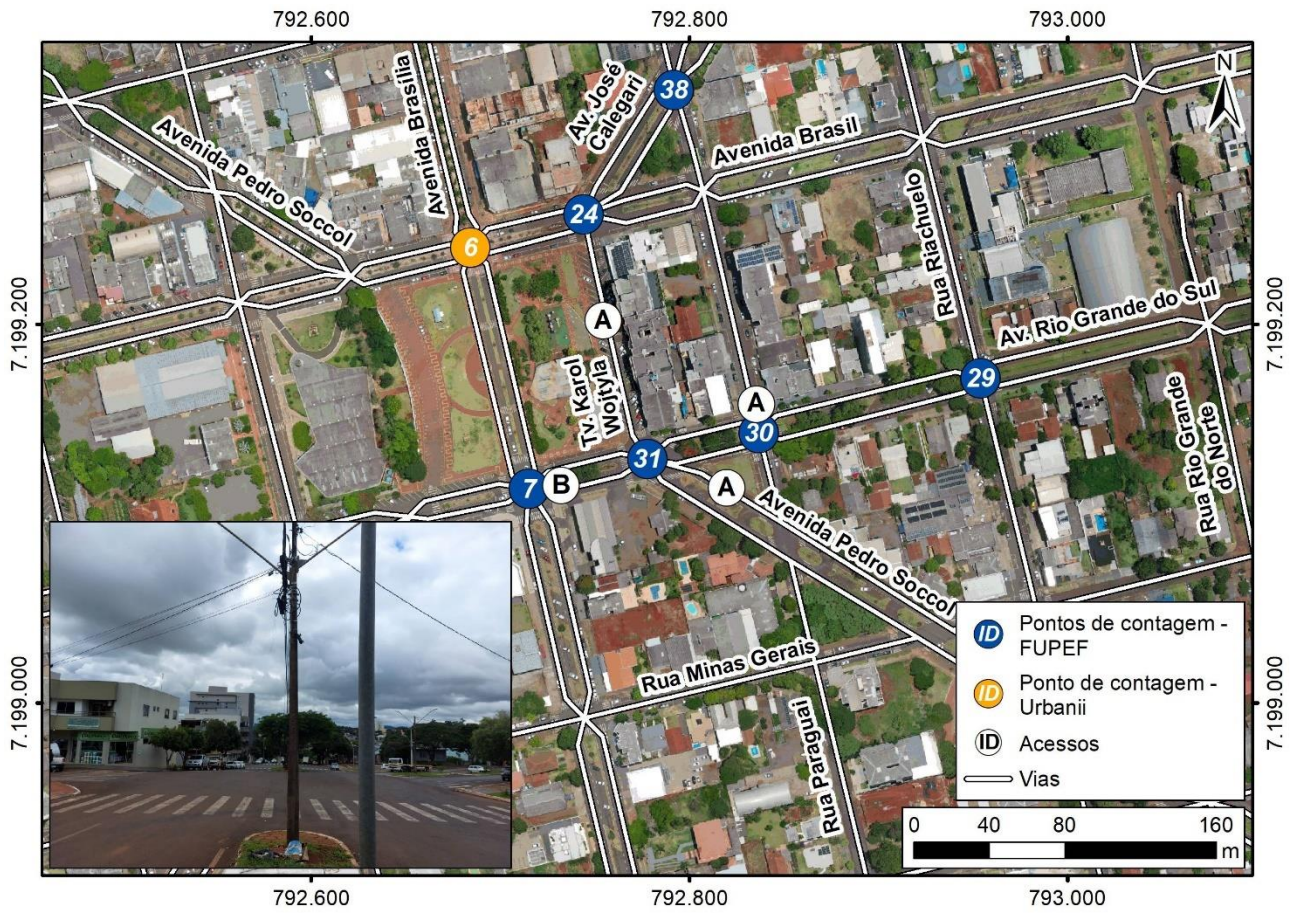 792.600
792.800
793.000
N
38
Av. José
Calegari
Avenida Brasília
Avenida Pedro Soccol
Avenida Brasil
24
6
Rua Riachuelo
7.199.200
7.199.200
A
Av. Rio Grande do Sul
Tv. Karol
Wojtyla
29
A
30
31
Rua Rio Grande
do Norte
7
B
A
Avenida Pedro Soccol
Rua Minas Gerais
Rua Paraguai
7.199.000
7.199.000
ID
Pontos de contagem -
FUPEF
ID
Ponto de contagem -
Urbanii
ID
Acessos
Vias
0
40
80
160
m
792.600
792.800
793.000